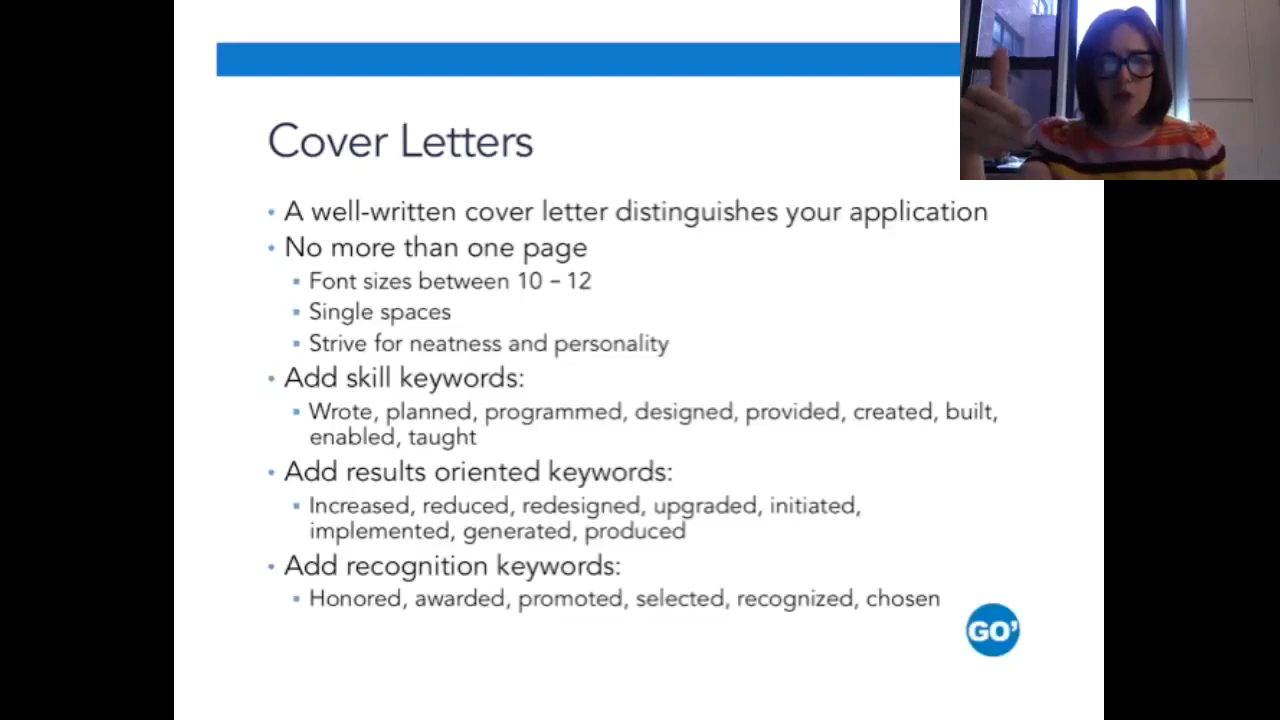 Cover Letters
• A well-written cover letter distinguishes your application
• No more than one page
▪ Font sizes between 10 – 12
▪ Single spaces
▪ Strive for neatness and personality
• Add skill keywords:
▪ Wrote, planned, programmed, designed, provided, created, built,
enabled, taught
• Add results oriented keywords:
▪ Increased, reduced, redesigned, upgraded, initiated,
implemented, generated, produced
• Add recognition keywords:
▪ Honored, awarded, promoted, selected, recognized, chosen
GO’